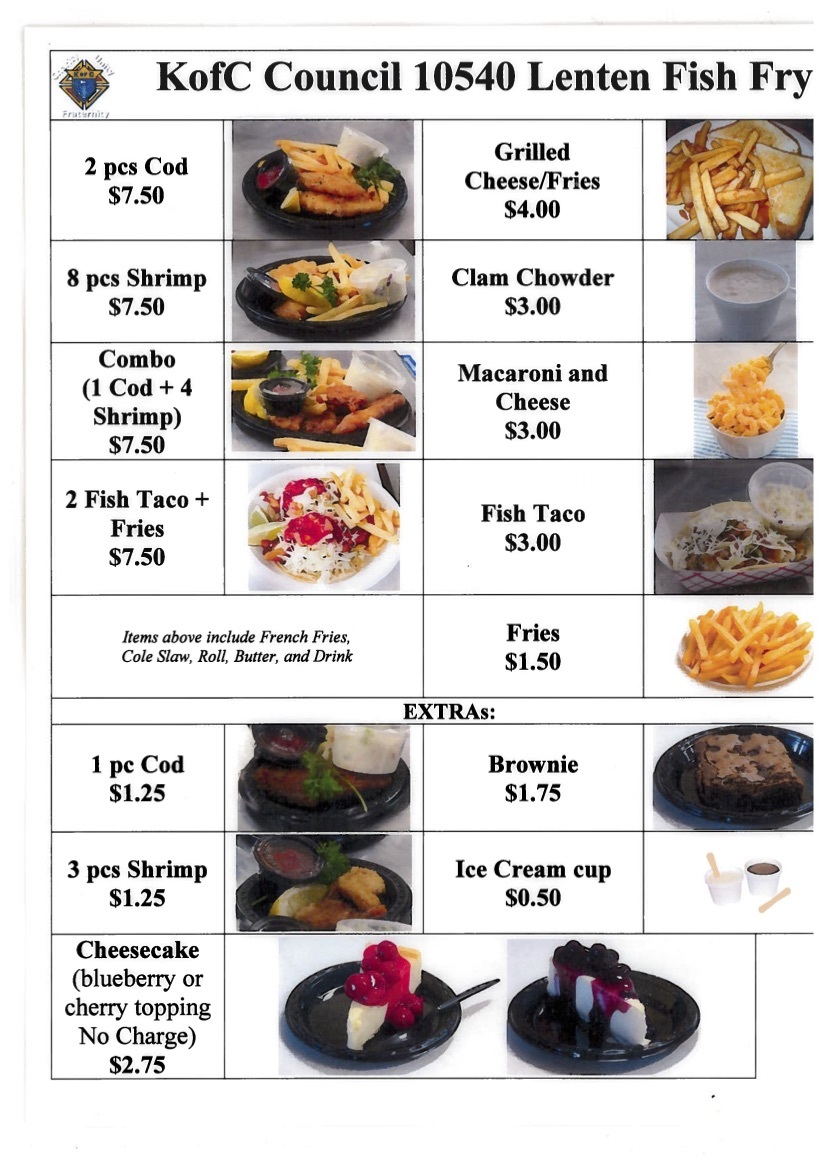 KofC Council 10540 Lenten Fish Fry
KofC
Unity
Fraternity
2 pcs Cod
$7.50
Grilled
Cheese/Fries
$4.00
8 pcs Shrimp
$7.50
Clam Chowder
$3.00
Combo
(1 Cod + 4
Shrimp)
$7.50
Macaroni and
Cheese
$3.00
2 Fish Taco +
Fries
$7.50
Fish Taco
$3.00
Items above include French Fries,
Cole Slaw, Roll, Butter, and Drink
Fries
$1.50
EXTRAs:
1 pc Cod
$1.25
Brownie
$1.75
3 pcs Shrimp
$1.25
Ice Cream cup
$0.50
Cheesecake
(blueberry or
cherry topping
No Charge)
$2.75